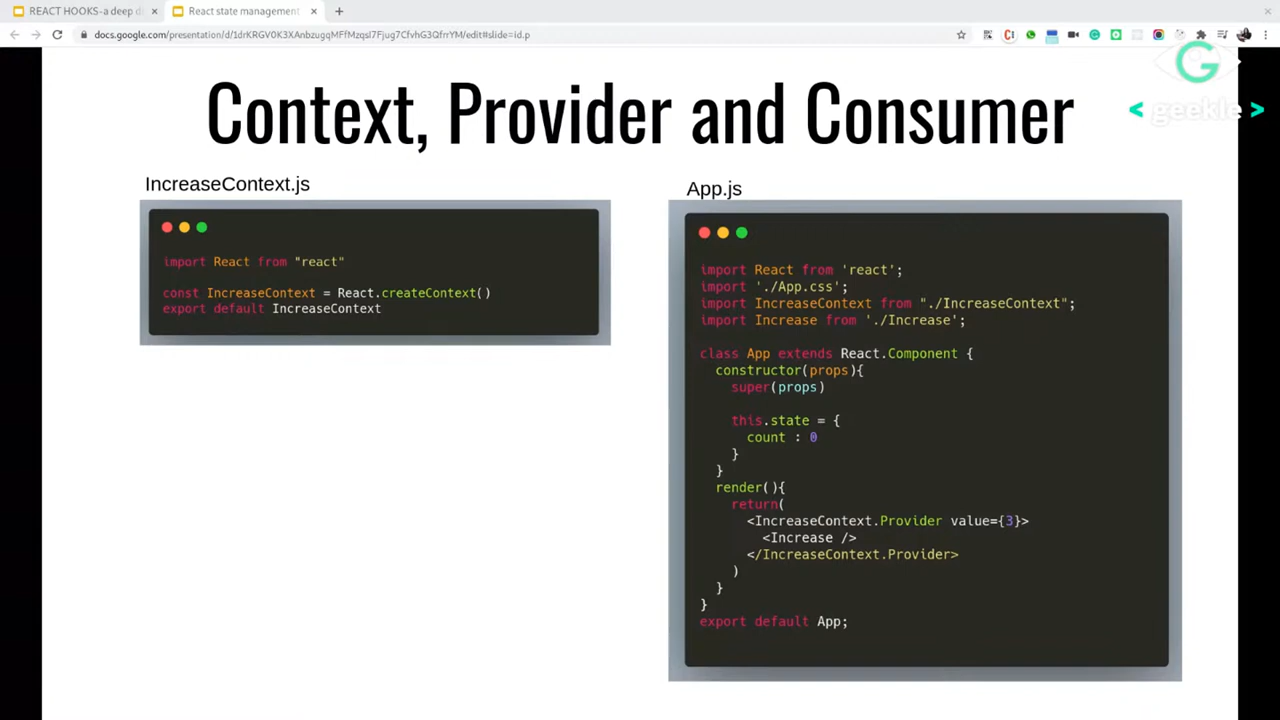 REACT HOOKS-a deep di
React state management
docs.google.com/presentation/d/1drKRGV0K3XAnbzugqMFfMzqsI7Fjug7CfvhG3QfrrYM/edit#slide=id.p
G
< geekle >
Context, Provider and Consumer
IncreaseContext.js
import React from "react"
const IncreaseContext = React.createContext()
export default IncreaseContext
App.js
import React from 'react';
import './App.css';
import IncreaseContext from "./IncreaseContext";
import Increase from './Increase';
class App extends React.Component {
constructor(props){
super(props)
this.state = {
count : 0
}
}
render(){
return(
<IncreaseContext.Provider value={3}>
<Increase />
</IncreaseContext.Provider>
)
}
}
export default App;